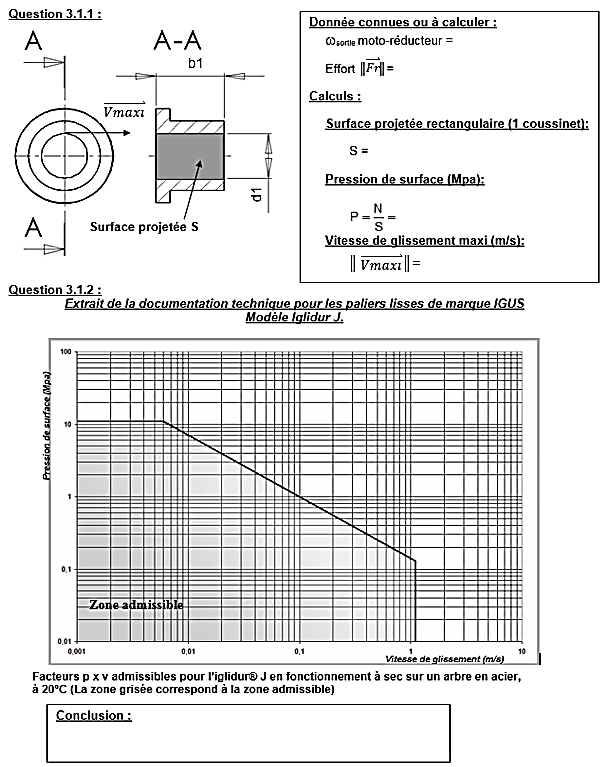 Question 3.1.1 :
A
A-A
b1
Vmaxi
d1
A
Surface projetée S
Donnée connues ou à calculer :
ωsortie moto-réducteur =
Effort ‖Fr‖ =
Calculs :
Surface projetée rectangulaire (1 coussinet):
S =
Pression de surface (Mpa):
P = N/S =
Vitesse de glissement maxi (m/s):
‖ Vmaxi ‖ =
Question 3.1.2 :
Extrait de la documentation technique pour les paliers lisses de marque IGUS
Modèle Iglidur J.
Pression de surface (Mpa)
100
10
1
0,1
0,01
Zone admissible
0,001
0,01
0,1
1
10
Vitesse de glissement (m/s)
Facteurs p x v admissibles pour l'iglidur® J en fonctionnement à sec sur un arbre en acier,
à 20°C (La zone grisée correspond à la zone admissible)
Conclusion :